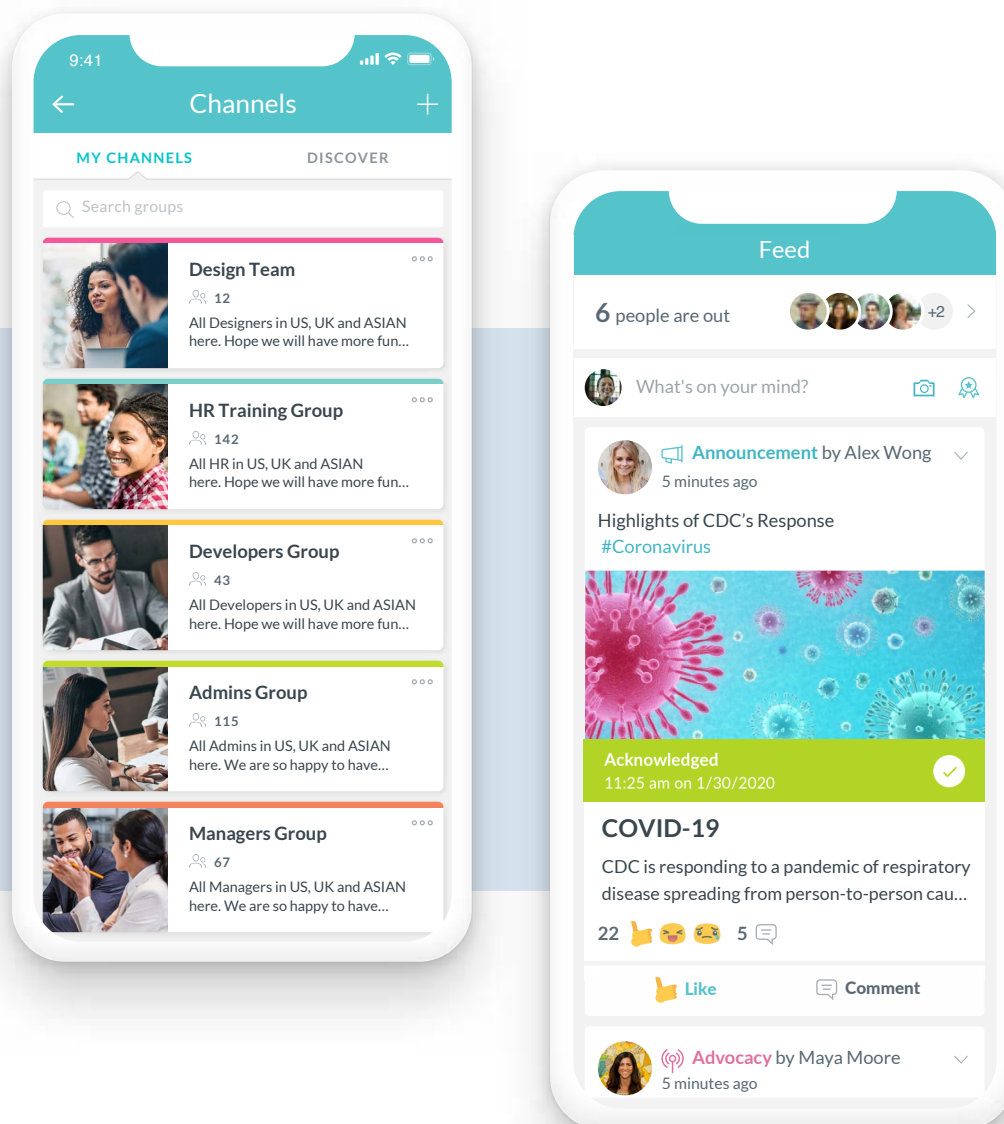 9:41
Channels
MY CHANNELS
DISCOVER
Search groups
Design Team
12
All Designers in US, UK and ASIAN
here. Hope we will have more fun...
HR Training Group
142
All HR in US, UK and ASIAN
here. Hope we will have more fun...
Developers Group
43
All Developers in US, UK and ASIAN
here. Hope we will have more fun...
Admins Group
115
All Admins in US, UK and ASIAN
here. We are so happy to have...
Managers Group
67
All Managers in US, UK and ASIAN
here. We are so happy to have...
Feed
6 people are out
+2
What's on your mind?
Announcement by Alex Wong
5 minutes ago
Highlights of CDC’s Response
#Coronavirus
Acknowledged
11:25 am on 1/30/2020
COVID-19
CDC is responding to a pandemic of respiratory
disease spreading from person-to-person cau...
22 5
Like
Comment
Advocacy by Maya Moore
5 minutes ago